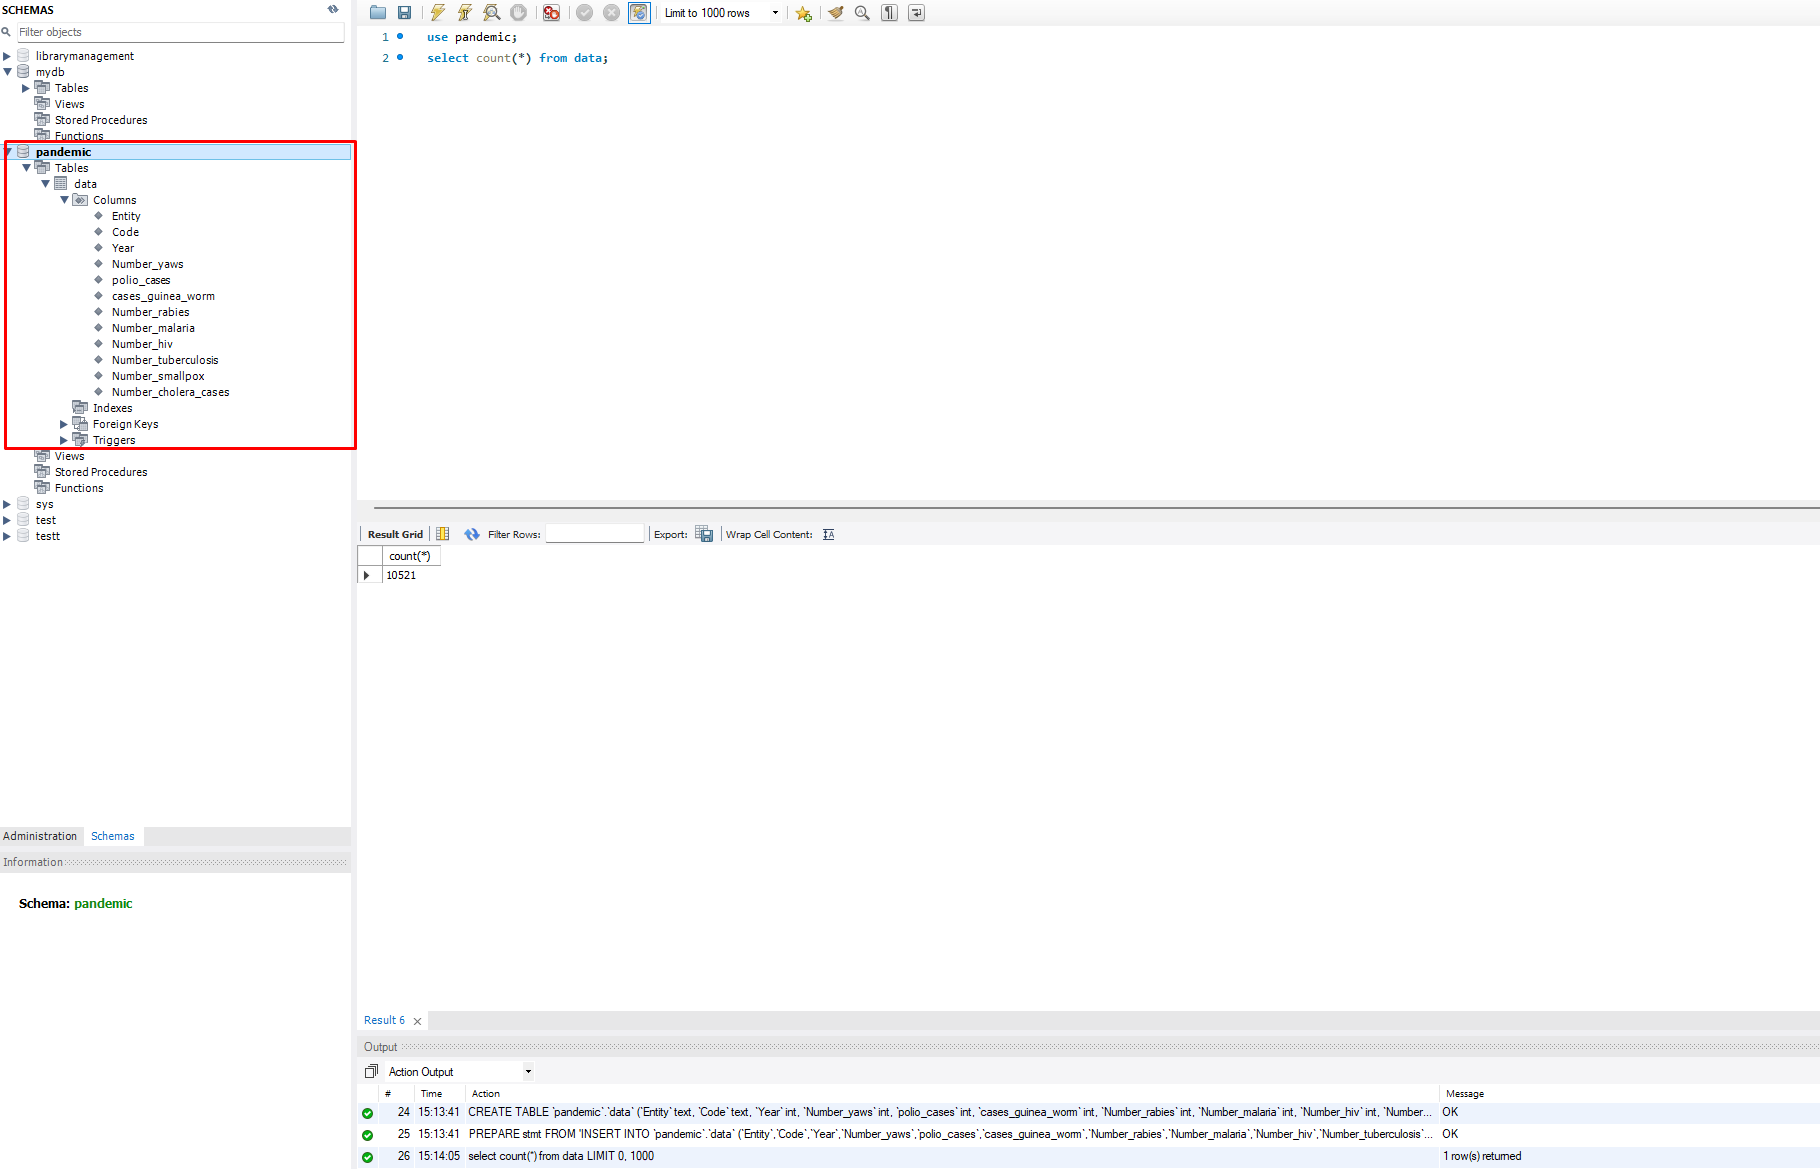 SCHEMAS
Filter objects
librarymanagement
mydb
Tables
Views
Stored Procedures
Functions
pandemic
Tables
data
Columns
Entity
Code
Year
Number_yaws
polio_cases
cases_guinea_worm
Number_rabies
Number_malaria
Number_hiv
Number_tuberculosis
Number_smallpox
Number_cholera_cases
Indexes
Foreign Keys
Triggers
Views
Stored Procedures
Functions
sys
test
testt
Administration Schemas
Information
Schema: pandemic
Limit to 1000 rows
1 use pandemic;
2 select count(*) from data;
Result Grid Filter Rows: Export: Wrap Cell Content:
count(*)
10521
Result 6
Output
Action Output
# Time Action Message
24 15:13:41 CREATE TABLE `pandemic`.`data` (`Entity` text, `Code` text, `Year` int, `Number_yaws` int, `polio_cases` int, `cases_guinea_worm` int, `Number_rabies` int, `Number_malaria` int, `Number_hiv` int, `Number... OK
25 15:13:41 PREPARE stmt FROM 'INSERT INTO `pandemic`.`data` (`Entity`,`Code`,`Year`,`Number_yaws`,`polio_cases`,`cases_guinea_worm`,`Number_rabies`,`Number_malaria`,`Number_hiv`,`Number_tuberculosis`... OK
26 15:14:05 select count(*) from data LIMIT 0, 1000 1 row(s) returned